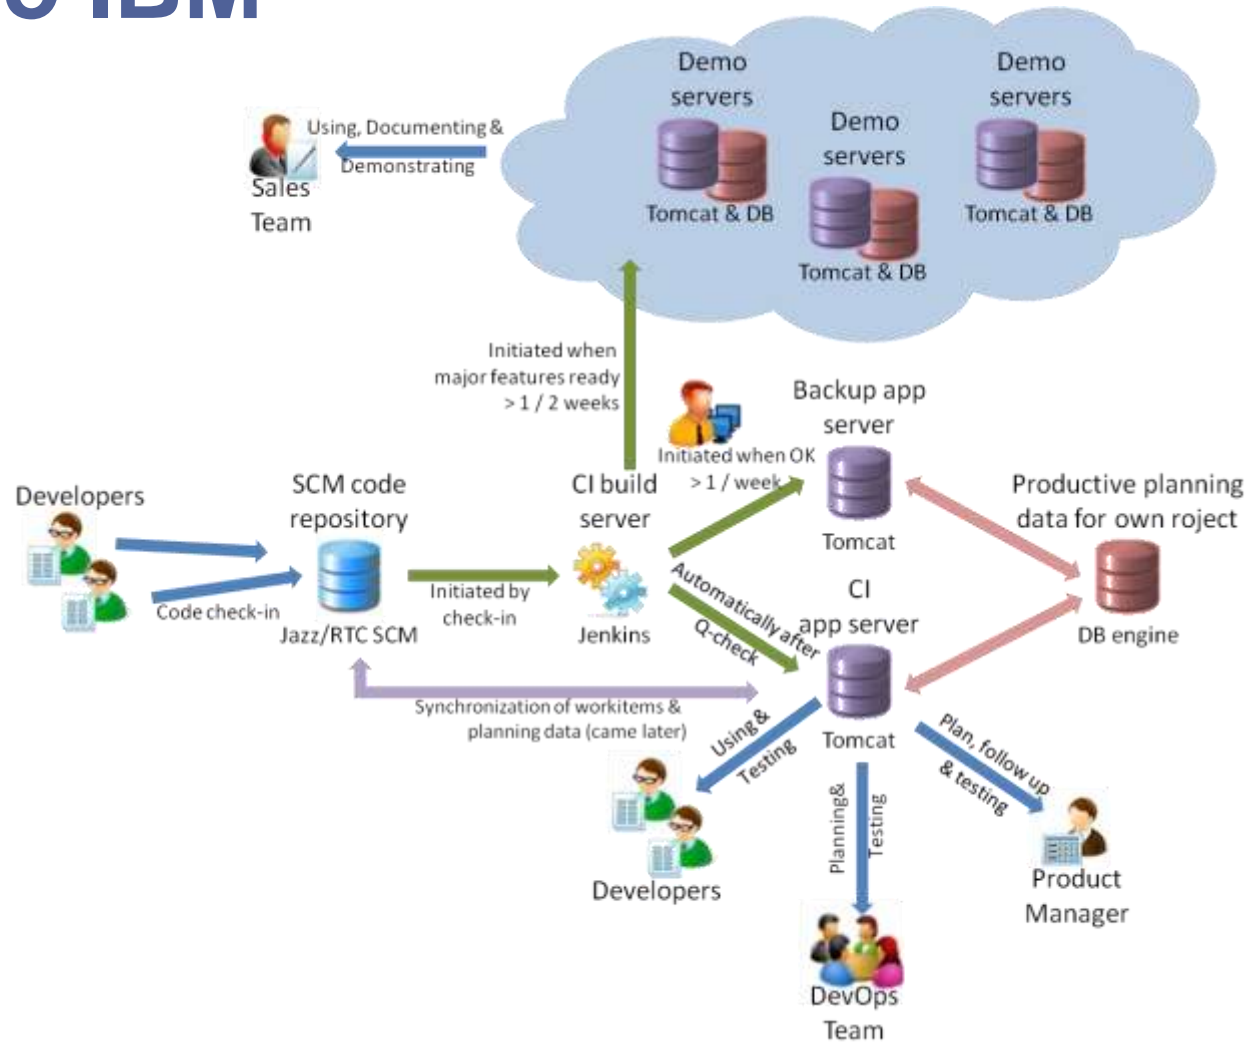 IBM
Demo
servers
Tomcat & DB
Demo
servers
Tomcat & DB
Demo
servers
Tomcat & DB
Using, Documenting &
Demonstrating
Sales
Team
Initiated when
major features ready
> 1 / 2 weeks
Initiated when OK
> 1 / week
Backup app
server
Tomcat
Developers
Code check-in
SCM code
repository
Jazz/RTC SCM
Initiated by
check-in
CI build
server
Jenkins
Automatically after
Q-check
CI
app server
Tomcat
Productive planning
data for own roject
DB engine
Synchronization of workitems &
planning data (came later)
Using &
Testing
Developers
Planning&
Testing
DevOps
Team
Plan, follow up
& testing
Product
Manager